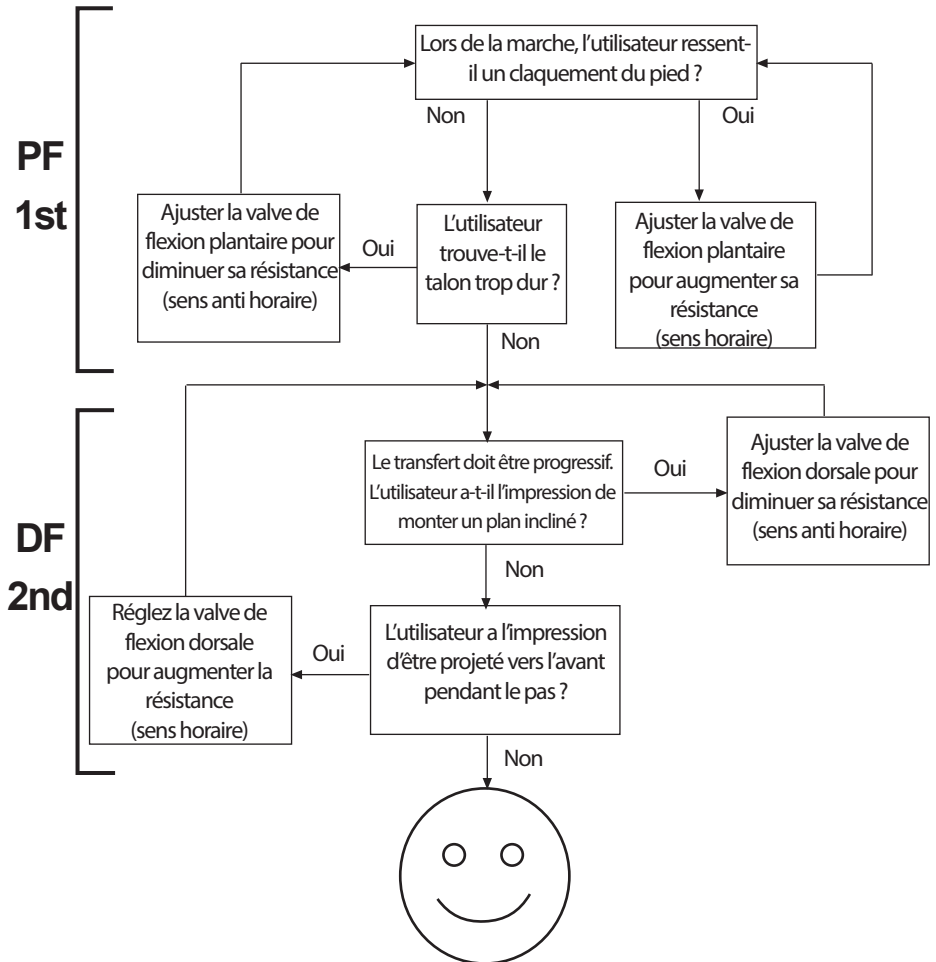 PF
1st
Lors de la marche, l'utilisateur ressent-
il un claquement du pied ?
Non
Oui
Ajuster la valve de
flexion plantaire pour
diminuer sa résistance
(sens anti horaire)
Oui
L'utilisateur
trouve-t-il le
talon trop dur ?
Ajuster la valve de
flexion plantaire
pour augmenter sa
résistance
(sens horaire)
Non
DF
2nd
Le transfert doit être progressif.
L'utilisateur a-t-il l'impression de
monter un plan incliné ?
Oui
Ajuster la valve de
flexion dorsale pour
diminuer sa résistance
(sens anti horaire)
Non
Réglez la valve de
flexion dorsale
pour augmenter la
résistance
(sens horaire)
Oui
L'utilisateur a l'impression
d'être projeté vers l'avant
pendant le pas ?
Non